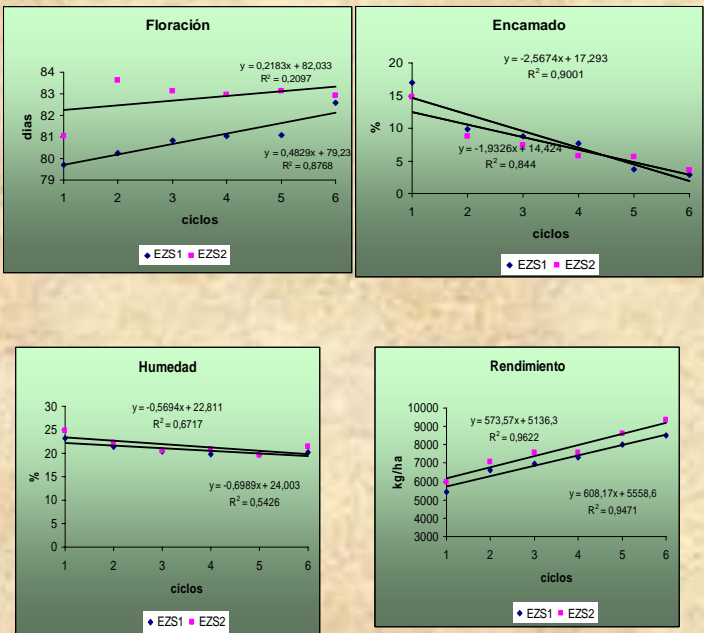 Floración
y = 0,2183x + 82,033
R² = 0,2097
84
83
82
81
80
79
dias
y = 0,4829x + 79,23
R² = 0,8768
1 2 3 4 5 6
ciclos
EZS1 EZS2
Encamado
y = -2,5674x + 17,293
R² = 0,9001
20
15
10
5
0
%
y = -1,9326x + 14,424
R² = 0,844
1 2 3 4 5 6
ciclos
EZS1 EZS2
Humedad
y = -0,5694x + 22,811
R² = 0,6717
30
25
20
15
10
5
0
%
y = -0,6989x + 24,003
R² = 0,5426
1 2 3 4 5 6
ciclos
EZS1 EZS2
Rendimiento
10000
9000
8000
7000
6000
5000
4000
3000
kg/ha
y = 573,57x + 5136,3
R² = 0,9622
y = 608,17x + 5558,6
R² = 0,9471
1 2 3 4 5 6
ciclos
EZS1 EZS2